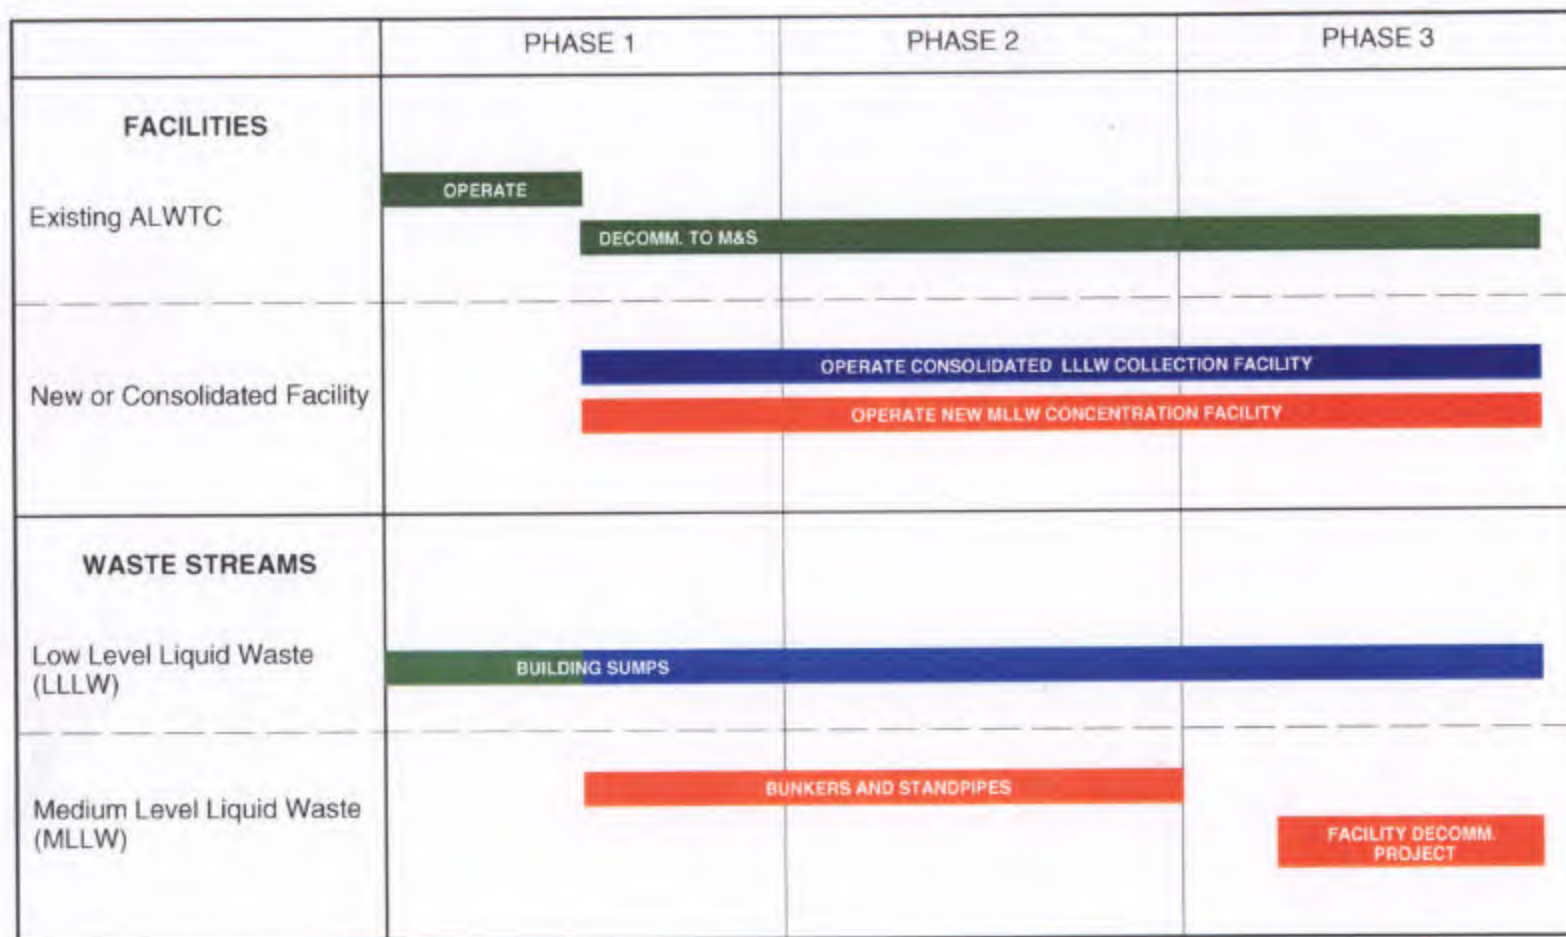 PHASE 1
PHASE 2
PHASE 3
FACILITIES
Existing ALWTC
OPERATE
DECOMM. TO M&S
New or Consolidated Facility
OPERATE CONSOLIDATED LLLW COLLECTION FACILITY
OPERATE NEW MLLW CONCENTRATION FACILITY
WASTE STREAMS
Low Level Liquid Waste
(LLLW)
BUILDING SUMPS
Medium Level Liquid Waste
(MLLW)
BUNKERS AND STANDPIPES
FACILITY DECOMM.
PROJECT